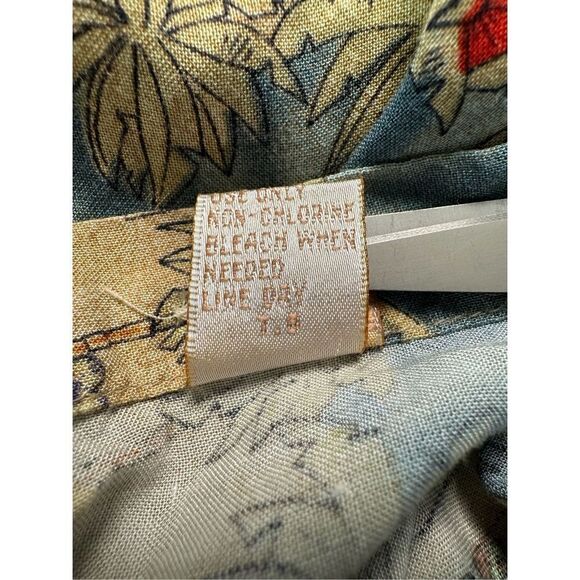 USE ONLY
NON-CHLORINE
BLEACH WHEN
NEEDED
LINE DRY